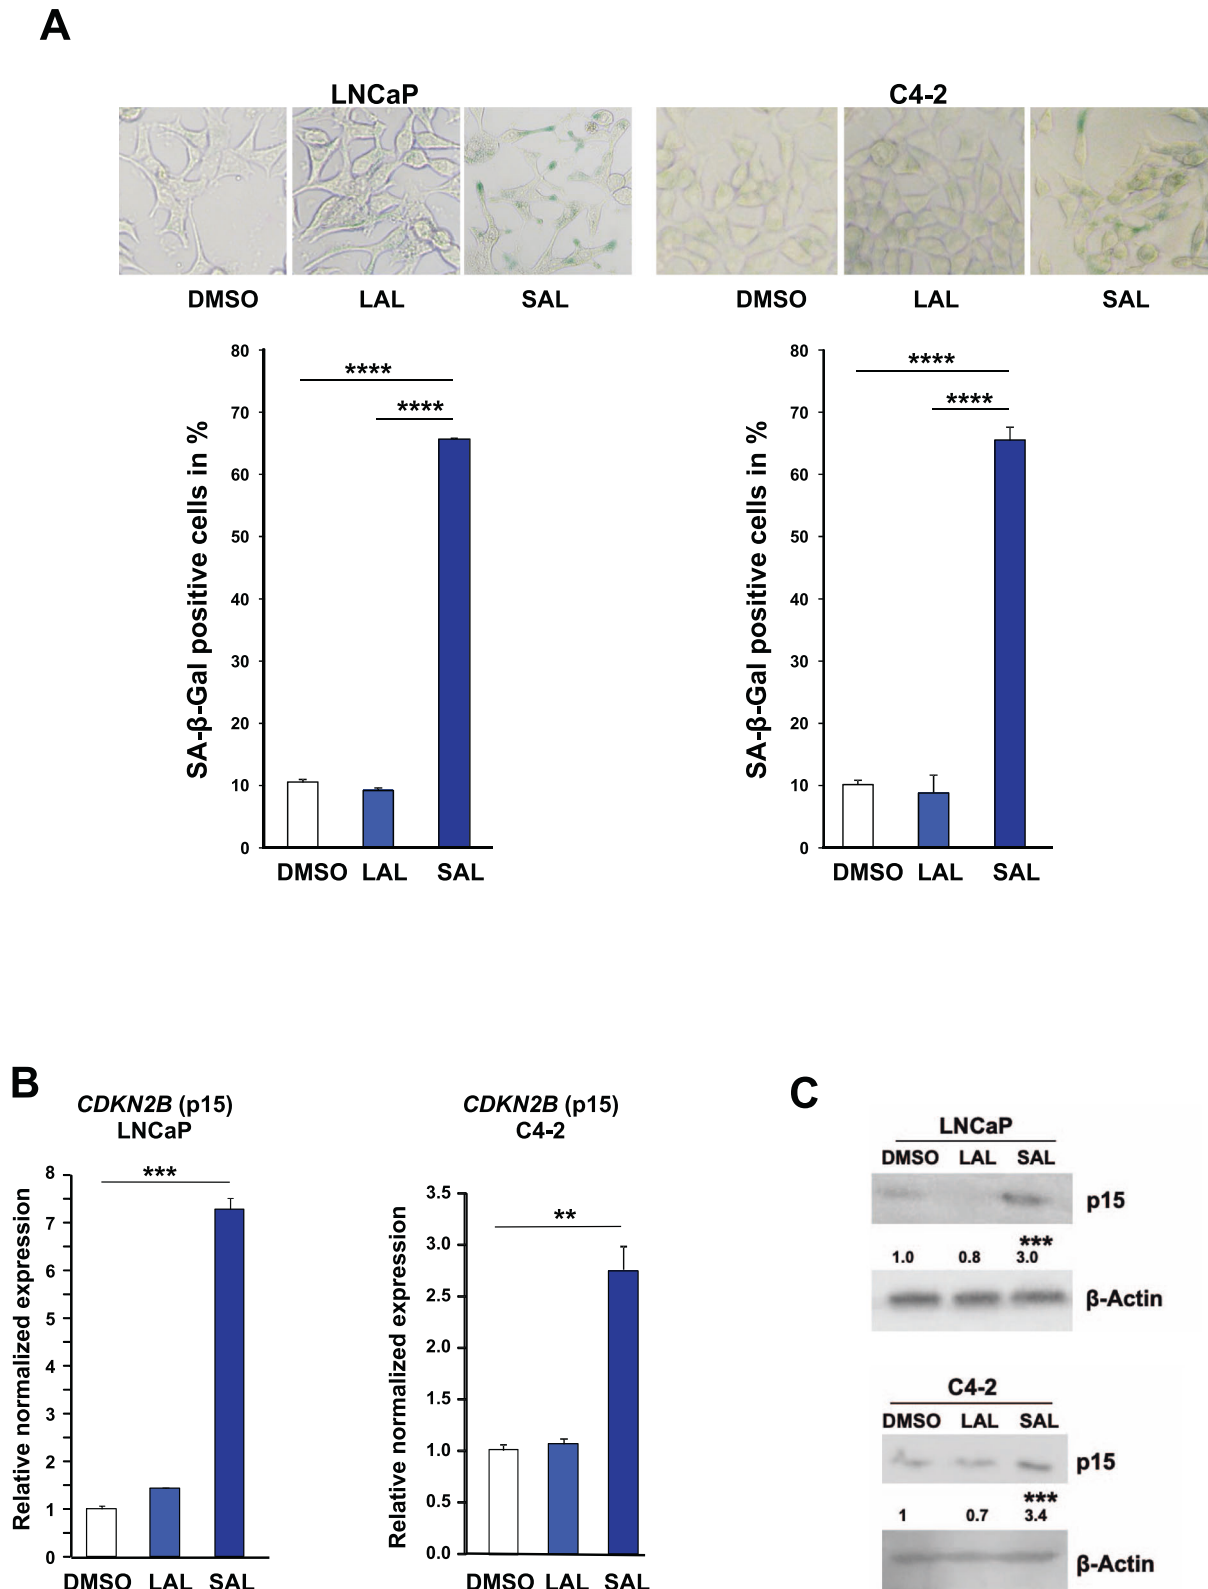 A
LNCaP
C4-2
DMSO LAL SAL
DMSO LAL SAL
SA-β-Gal positive cells in %
80
70
60
50
40
30
20
10
0
****
****
DMSO LAL SAL
SA-β-Gal positive cells in %
80
70
60
50
40
30
20
10
0
****
****
DMSO LAL SAL
B
CDKN2B (p15)
LNCaP
Relative normalized expression
8
7
6
5
4
3
2
1
0
***
DMSO LAL SAL
CDKN2B (p15)
C4-2
Relative normalized expression
3.5
3.0
2.5
2.0
1.5
1.0
0.5
0.0
**
DMSO LAL SAL
C
LNCaP
DMSO LAL SAL
p15
***
1.0 0.8 3.0
β-Actin
C4-2
DMSO LAL SAL
p15
***
1 0.7 3.4
β-Actin